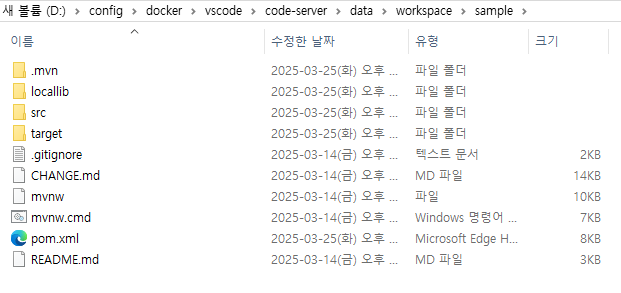 새 볼륨 (D:) › config › docker › vscode › code-server › data › workspace › sample ›
이름 수정한 날짜 유형 크기
.mvn 2025-03-25(화) 오후 ... 파일 폴더
locallib 2025-03-25(화) 오후 ... 파일 폴더
src 2025-03-25(화) 오후 ... 파일 폴더
target 2025-03-25(화) 오후 ... 파일 폴더
.gitignore 2025-03-14(금) 오후 ... 텍스트 문서 2KB
CHANGE.md 2025-03-14(금) 오후 ... MD 파일 14KB
mvnw 2025-03-14(금) 오후 ... 파일 10KB
mvnw.cmd 2025-03-14(금) 오후 ... Windows 명령어 ... 7KB
pom.xml 2025-03-25(화) 오후 ... Microsoft Edge H... 8KB
README.md 2025-03-14(금) 오후 ... MD 파일 3KB